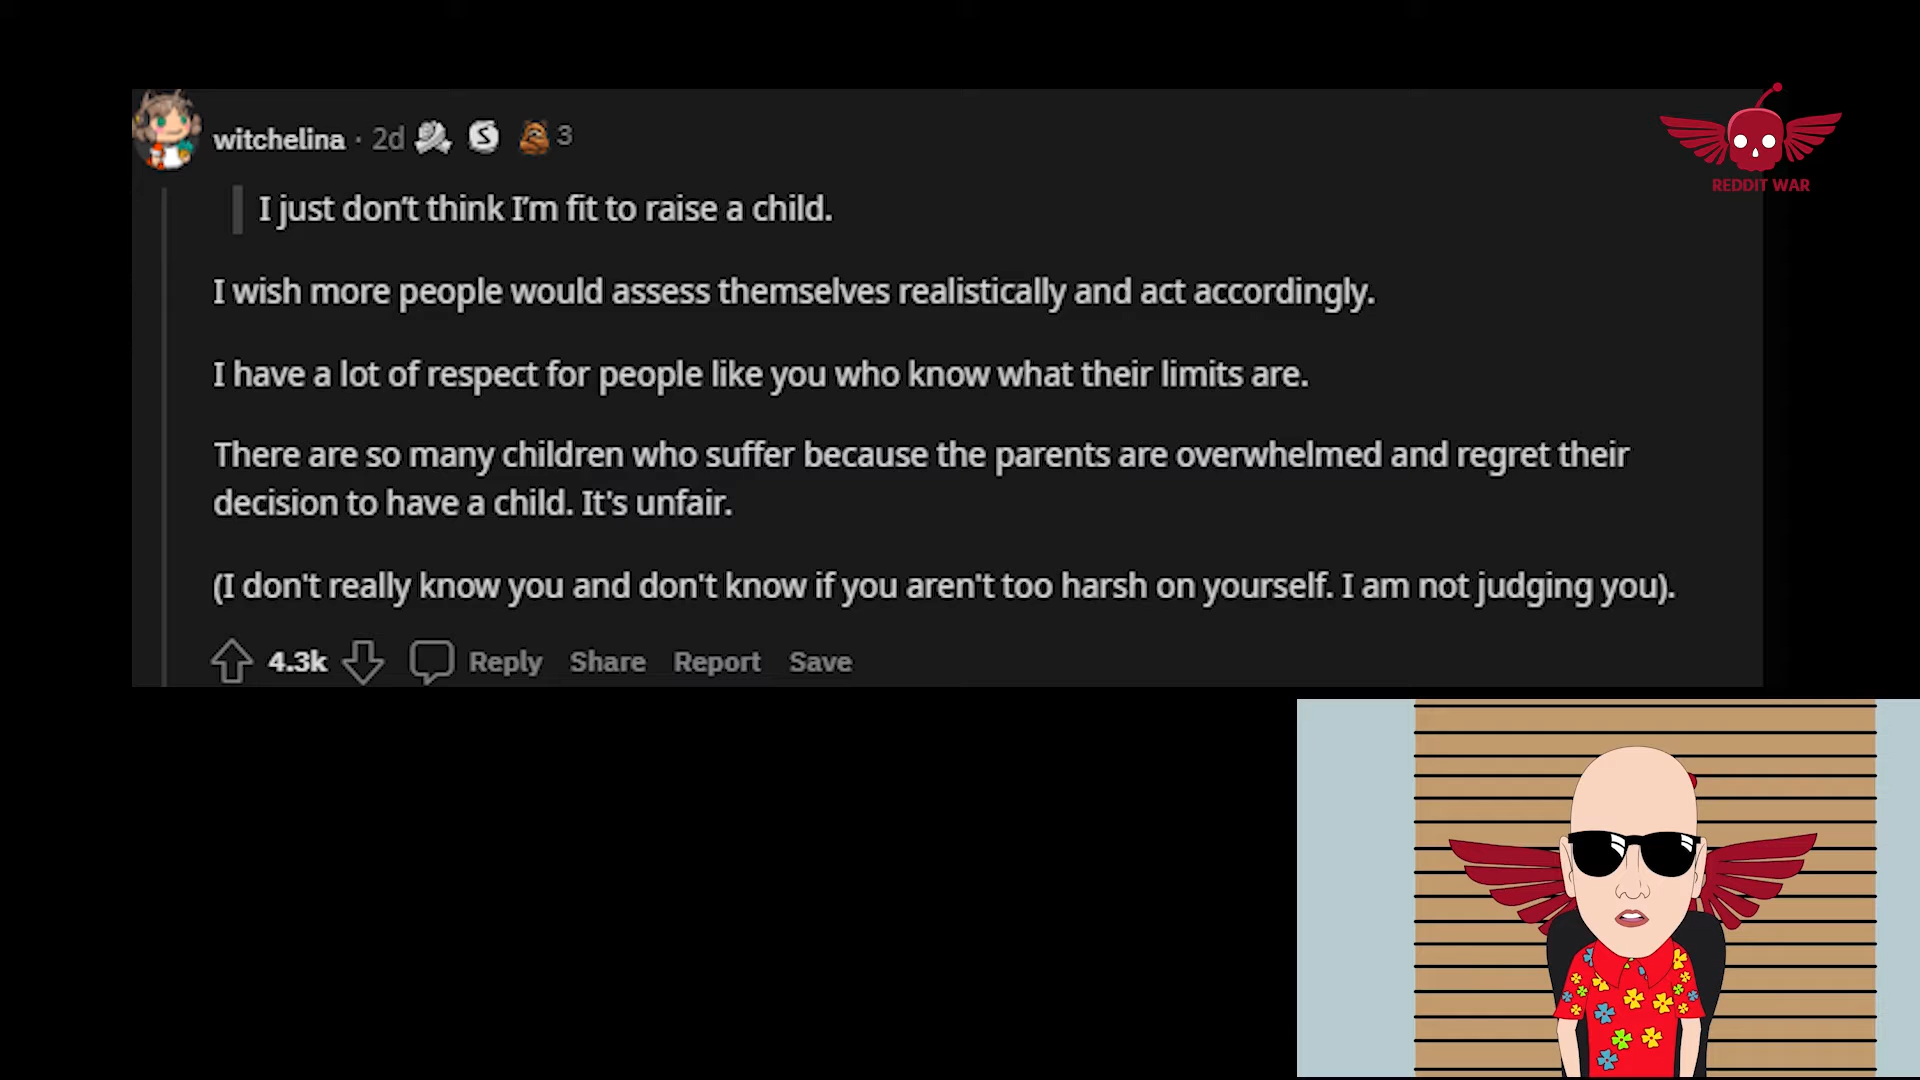 witchelina · 2d 3
REDDIT WAR
I just don’t think I’m fit to raise a child.
I wish more people would assess themselves realistically and act accordingly.
I have a lot of respect for people like you who know what their limits are.
There are so many children who suffer because the parents are overwhelmed and regret their
decision to have a child. It's unfair.
(I don't really know you and don't know if you aren't too harsh on yourself. I am not judging you).
4.3k Reply Share Report Save